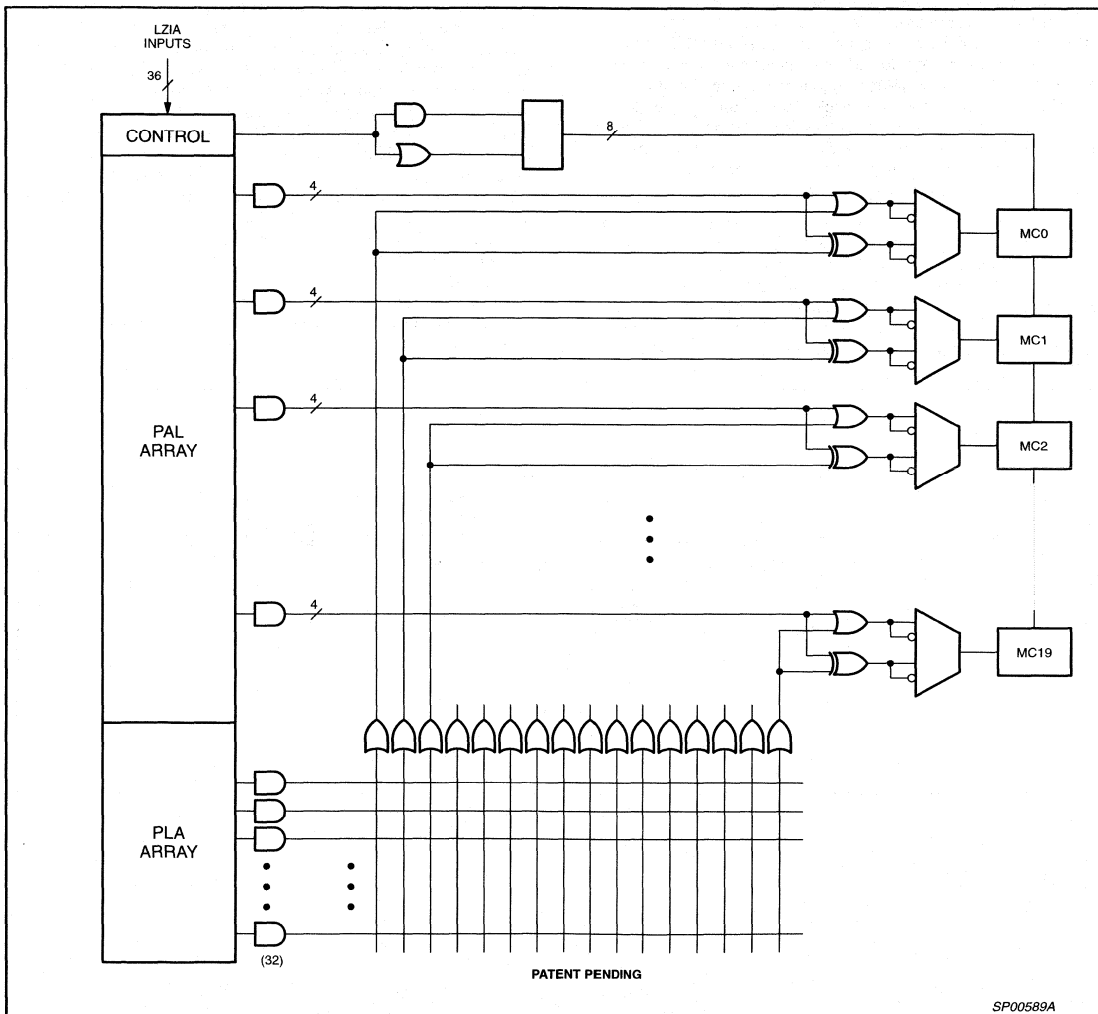 LZIA
INPUTS
36
CONTROL
8
4
MC0
4
MC1
4
PAL
ARRAY
MC2
4
MC19
PLA
ARRAY
(32)
PATENT PENDING
SP00589A